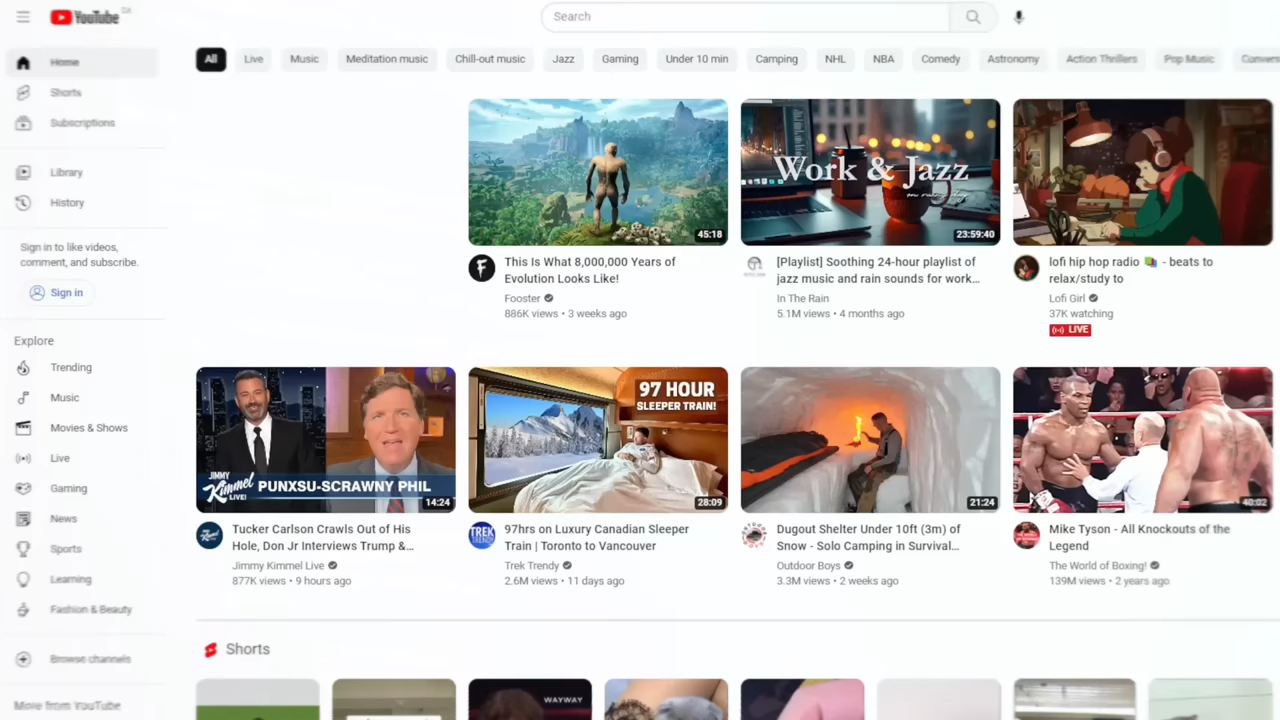 YouTube
CA
Search
Home
Shorts
Subscriptions
Library
History
Sign in to like videos,
comment, and subscribe.
Sign in
Explore
Trending
Music
Movies & Shows
Live
Gaming
News
Sports
Learning
Fashion & Beauty
Browse channels
More from YouTube
All
Live
Music
Meditation music
Chill-out music
Jazz
Gaming
Under 10 min
Camping
NHL
NBA
Comedy
Astronomy
Action Thrillers
Pop Music
45:18
This Is What 8,000,000 Years of
Evolution Looks Like!
Fooster
886K views • 3 weeks ago
Work & Jazz
23:59:40
[Playlist] Soothing 24-hour playlist of
jazz music and rain sounds for work...
In The Rain
5.1M views • 4 months ago
lofi hip hop radio 📚 - beats to
relax/study to
Lofi Girl
37K watching
LIVE
JIMMY
Kimmel
LIVE!
PUNXSU-SCRAWNY PHIL
14:24
Tucker Carlson Crawls Out of His
Hole, Don Jr Interviews Trump &...
Jimmy Kimmel Live
877K views • 9 hours ago
97 HOUR
SLEEPER TRAIN!
28:09
TREK
TRENDY
97hrs on Luxury Canadian Sleeper
Train | Toronto to Vancouver
Trek Trendy
2.6M views • 11 days ago
21:24
Dugout Shelter Under 10ft (3m) of
Snow - Solo Camping in Survival...
Outdoor Boys
3.3M views • 2 weeks ago
40:02
Mike Tyson - All Knockouts of the
Legend
The World of Boxing!
139M views • 2 years ago
Shorts
WAYWAY